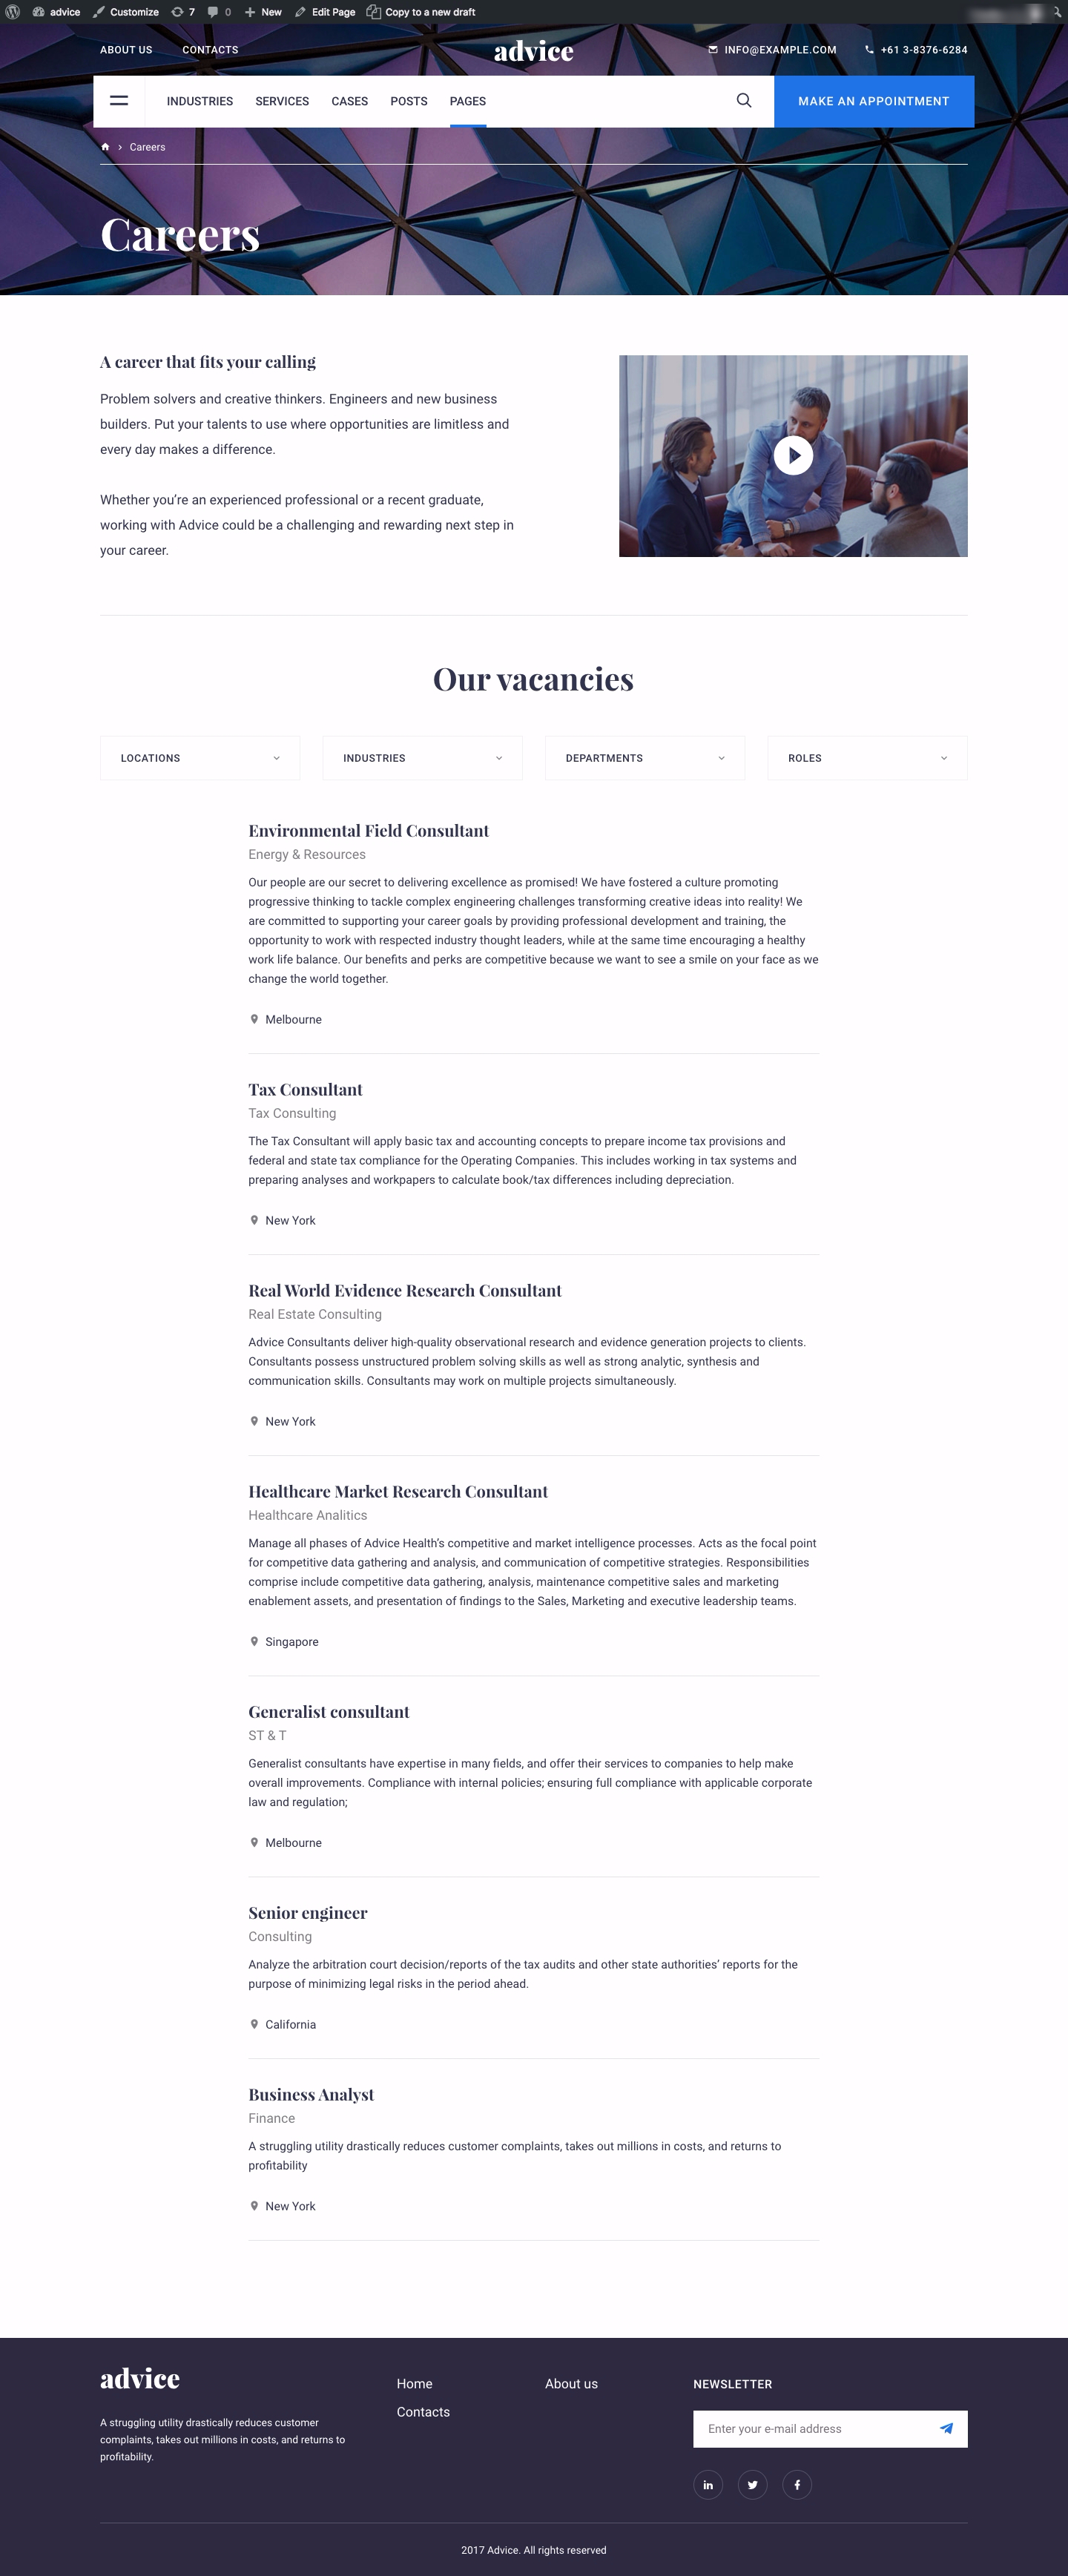 advice Customize 7 0 New Edit Page Copy to a new draft
ABOUT US CONTACTS advice INFO@EXAMPLE.COM +61 3-8376-6284
INDUSTRIES SERVICES CASES POSTS PAGES MAKE AN APPOINTMENT
Careers
Careers
A career that fits your calling
Problem solvers and creative thinkers. Engineers and new business
builders. Put your talents to use where opportunities are limitless and
every day makes a difference.
Whether you’re an experienced professional or a recent graduate,
working with Advice could be a challenging and rewarding next step in
your career.
Our vacancies
LOCATIONS INDUSTRIES DEPARTMENTS ROLES
Environmental Field Consultant
Energy & Resources
Our people are our secret to delivering excellence as promised! We have fostered a culture promoting
progressive thinking to tackle complex engineering challenges transforming creative ideas into reality! We
are committed to supporting your career goals by providing professional development and training, the
opportunity to work with respected industry thought leaders, while at the same time encouraging a healthy
work life balance. Our benefits and perks are competitive because we want to see a smile on your face as we
change the world together.
Melbourne
Tax Consultant
Tax Consulting
The Tax Consultant will apply basic tax and accounting concepts to prepare income tax provisions and
federal and state tax compliance for the Operating Companies. This includes working in tax systems and
preparing analyses and workpapers to calculate book/tax differences including depreciation.
New York
Real World Evidence Research Consultant
Real Estate Consulting
Advice Consultants deliver high-quality observational research and evidence generation projects to clients.
Consultants possess unstructured problem solving skills as well as strong analytic, synthesis and
communication skills. Consultants may work on multiple projects simultaneously.
New York
Healthcare Market Research Consultant
Healthcare Analitics
Manage all phases of Advice Health’s competitive and market intelligence processes. Acts as the focal point
for competitive data gathering and analysis, and communication of competitive strategies. Responsibilities
comprise include competitive data gathering, analysis, maintenance competitive sales and marketing
enablement assets, and presentation of findings to the Sales, Marketing and executive leadership teams.
Singapore
Generalist consultant
ST & T
Generalist consultants have expertise in many fields, and offer their services to companies to help make
overall improvements. Compliance with internal policies; ensuring full compliance with applicable corporate
law and regulation;
Melbourne
Senior engineer
Consulting
Analyze the arbitration court decision/reports of the tax audits and other state authorities’ reports for the
purpose of minimizing legal risks in the period ahead.
California
Business Analyst
Finance
A struggling utility drastically reduces customer complaints, takes out millions in costs, and returns to
profitability
New York
advice
A struggling utility drastically reduces customer
complaints, takes out millions in costs, and returns to
profitability.
Home About us
Contacts
NEWSLETTER
Enter your e-mail address
2017 Advice. All rights reserved